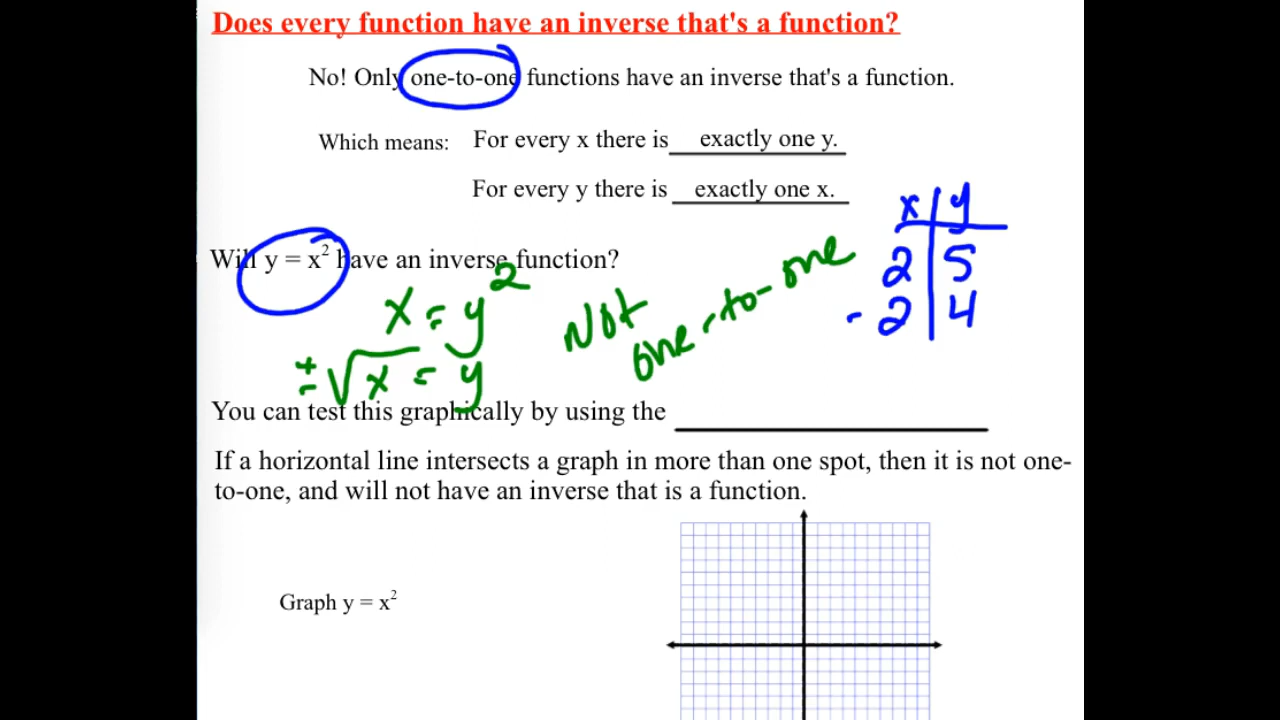 Does every function have an inverse that's a function?
No! Only one-to-one functions have an inverse that's a function.
Which means: For every x there is exactly one y.
For every y there is exactly one x.
x y
2 5
-2 4
Will y = x² have an inverse function?
x = y²
±√x = y
Not
one-to-one
You can test this graphically by using the
If a horizontal line intersects a graph in more than one spot, then it is not one-
to-one, and will not have an inverse that is a function.
Graph y = x²